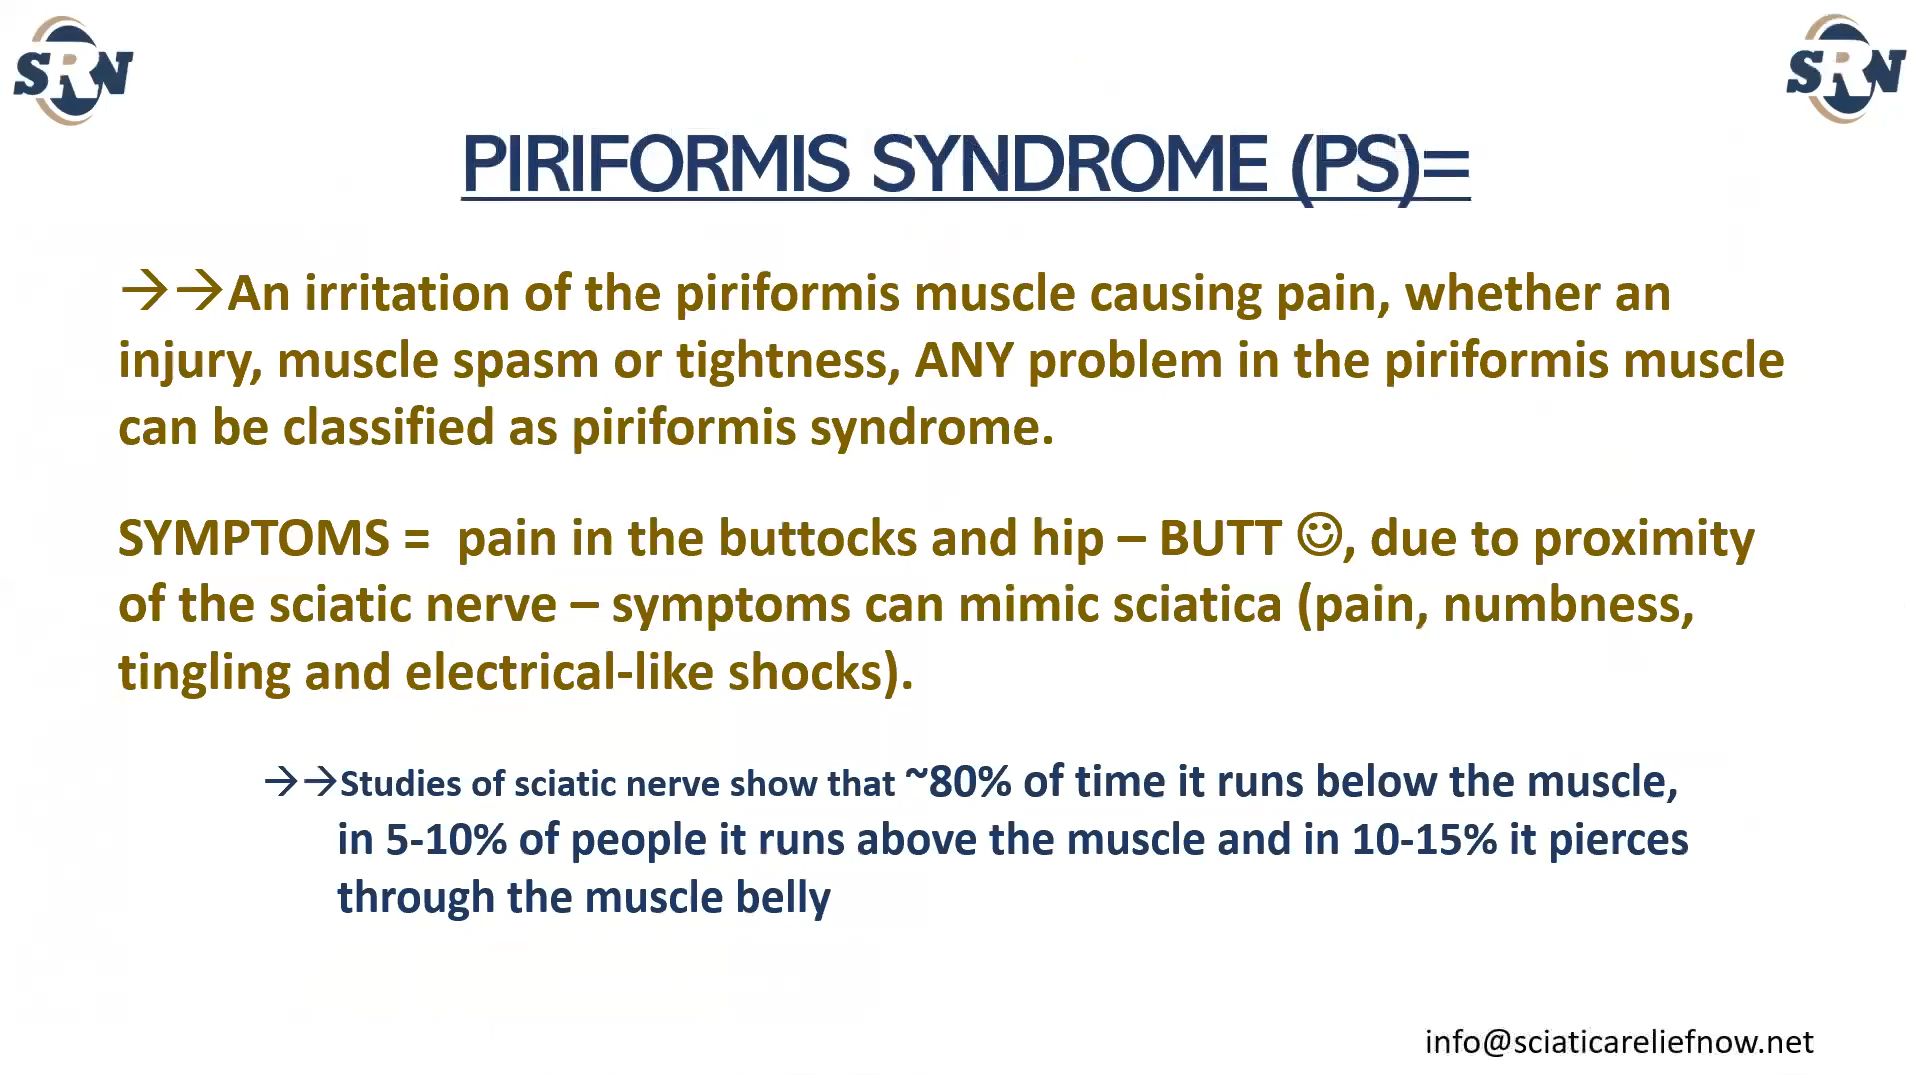 SRN
SRN
PIRIFORMIS SYNDROME (PS)=
→→An irritation of the piriformis muscle causing pain, whether an
injury, muscle spasm or tightness, ANY problem in the piriformis muscle
can be classified as piriformis syndrome.
SYMPTOMS =  pain in the buttocks and hip – BUTT ☺, due to proximity
of the sciatic nerve – symptoms can mimic sciatica (pain, numbness,
tingling and electrical-like shocks).
→→Studies of sciatic nerve show that ~80% of time it runs below the muscle,
in 5-10% of people it runs above the muscle and in 10-15% it pierces
through the muscle belly
info@sciaticareliefnow.net